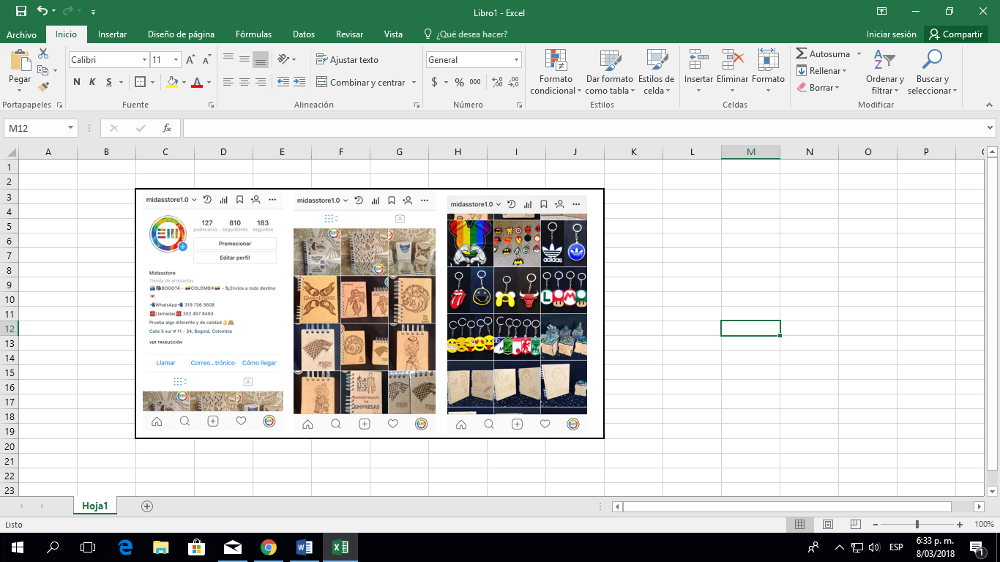 Libro1 - Excel
Archivo Inicio Insertar Diseño de página Fórmulas Datos Revisar Vista ¿Qué desea hacer? Iniciar sesión Compartir
Pegar
Calibri 11
N K S
Ajustar texto
Combinar y centrar
General
$ % 000
Formato condicional
Dar formato como tabla
Estilos de celda
Insertar Eliminar Formato
Autosuma
Rellenar
Borrar
Ordenar y filtrar
Buscar y seleccionar
Portapapeles Fuente Alineación Número Estilos Celdas Modificar
M12 fx
A B C D E F G H I J K L M N O P
1
2
3
4
5
6
7
8
9
10
11
12
13
14
15
16
17
18
19
20
21
22
23
midasstore1.0
127 810 183
publicacio... seguidores seguidos
Promocionar
Editar perfil
Midasstore
Tienda de artesanías
BOGOTÁ - COLOMBIA - Envíos a todo destino
WhatsApp 319 736 3608
Llamadas 302 457 8463
Prueba algo diferente y de calidad
Calle 5 sur # 11 - 34, Bogotá, Colombia
VER TRADUCCIÓN
Llamar Correo...trónico Cómo llegar
midasstore1.0
GAME OF THRONES
ADMINISTRADOR DE EMPRESAS
midasstore1.0
adidas
L M
Hoja1
Listo
100%
ESP
6:33 p. m.
8/03/2018
1